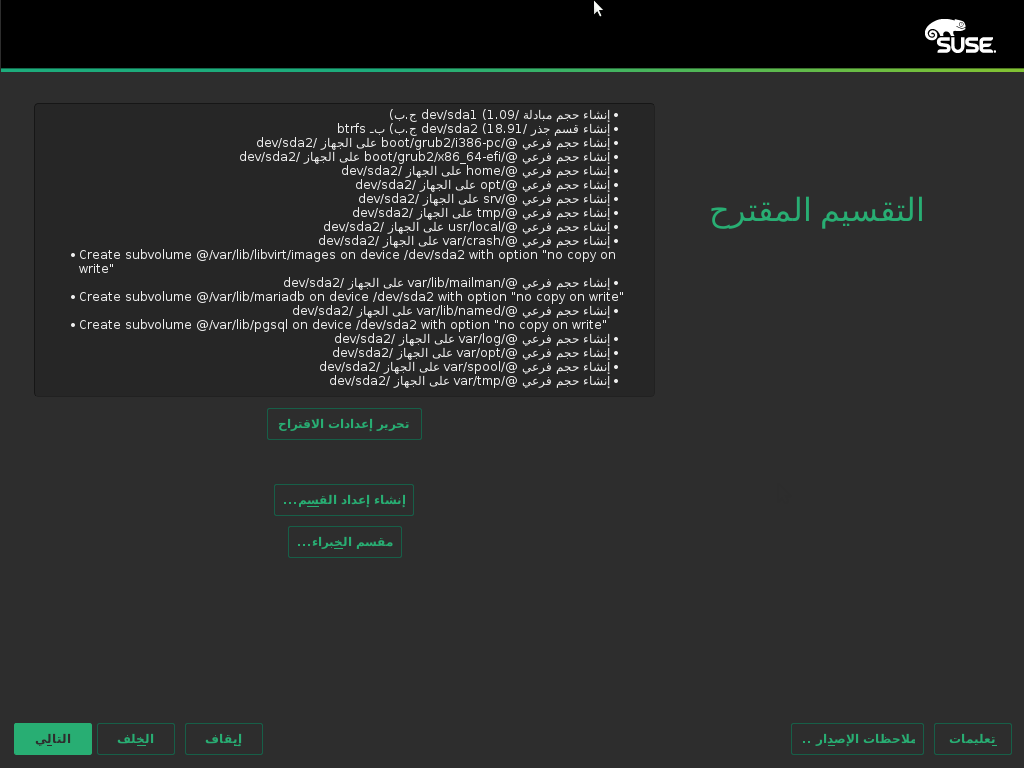 SUSE.
التقسيم المقترح
• إنشاء حجم مبادلة /dev/sda1 (1.09 ج.ب)
• إنشاء قسم جذر /dev/sda2 (18.91 ج.ب) بـ btrfs
• إنشاء حجم فرعي @/boot/grub2/i386-pc على الجهاز /dev/sda2
• إنشاء حجم فرعي @/boot/grub2/x86_64-efi على الجهاز /dev/sda2
• إنشاء حجم فرعي @/home على الجهاز /dev/sda2
• إنشاء حجم فرعي @/opt على الجهاز /dev/sda2
• إنشاء حجم فرعي @/srv على الجهاز /dev/sda2
• إنشاء حجم فرعي @/tmp على الجهاز /dev/sda2
• إنشاء حجم فرعي @/usr/local على الجهاز /dev/sda2
• إنشاء حجم فرعي @/var/crash على الجهاز /dev/sda2
• Create subvolume @/var/lib/libvirt/images on device /dev/sda2 with option "no copy on
write"
• إنشاء حجم فرعي @/var/lib/mailman على الجهاز /dev/sda2
• Create subvolume @/var/lib/mariadb on device /dev/sda2 with option "no copy on write"
• إنشاء حجم فرعي @/var/lib/named على الجهاز /dev/sda2
• Create subvolume @/var/lib/pgsql on device /dev/sda2 with option "no copy on write"
• إنشاء حجم فرعي @/var/log على الجهاز /dev/sda2
• إنشاء حجم فرعي @/var/opt على الجهاز /dev/sda2
• إنشاء حجم فرعي @/var/spool على الجهاز /dev/sda2
• إنشاء حجم فرعي @/var/tmp على الجهاز /dev/sda2
تحرير إعدادات الاقتراح
إنشاء إعداد القسم...
مقسم الخبراء...
تعليمات
ملاحظات الإصدار ..
إيقاف
الخلف
التالي